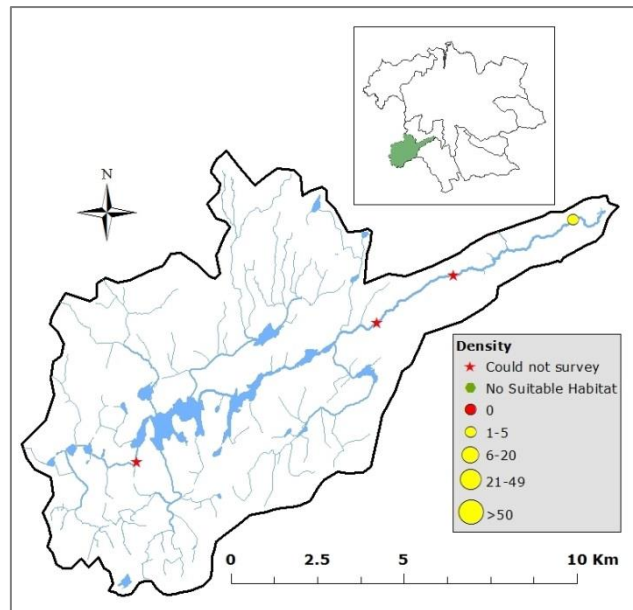 N
Density
Could not survey
No Suitable Habitat
0
1-5
6-20
21-49
>50
0 2.5 5 10 Km